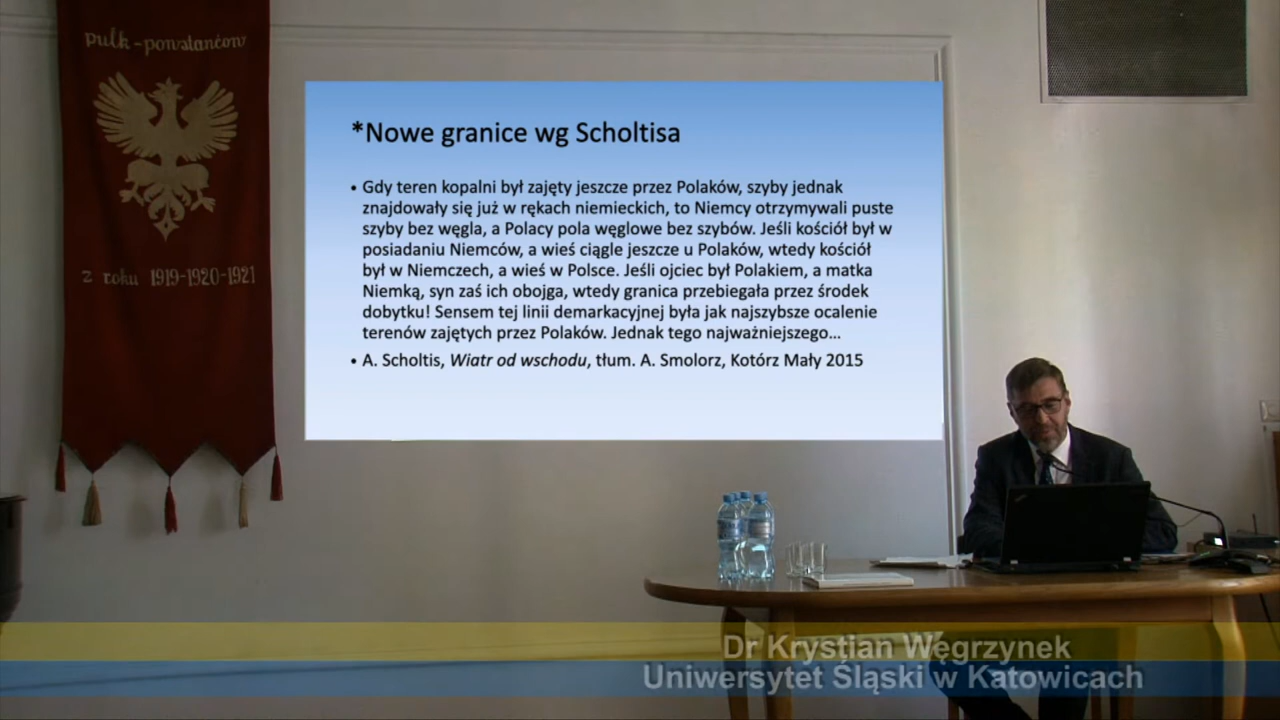 pułk-powstańców
z roku 1919-1920-1921
*Nowe granice wg Scholtisa
• Gdy teren kopalni był zajęty jeszcze przez Polaków, szyby jednak
znajdowały się już w rękach niemieckich, to Niemcy otrzymywali puste
szyby bez węgla, a Polacy pola węglowe bez szybów. Jeśli kościół był w
posiadaniu Niemców, a wieś ciągle jeszcze u Polaków, wtedy kościół
był w Niemczech, a wieś w Polsce. Jeśli ojciec był Polakiem, a matka
Niemką, syn zaś ich obojga, wtedy granica przebiegała przez środek
dobytku! Sensem tej linii demarkacyjnej była jak najszybsze ocalenie
terenów zajętych przez Polaków. Jednak tego najważniejszego...
• A. Scholtis, Wiatr od wschodu, tłum. A. Smolorz, Kotórz Mały 2015
Dr Krystian Węgrzynek
Uniwersytet Śląski w Katowicach